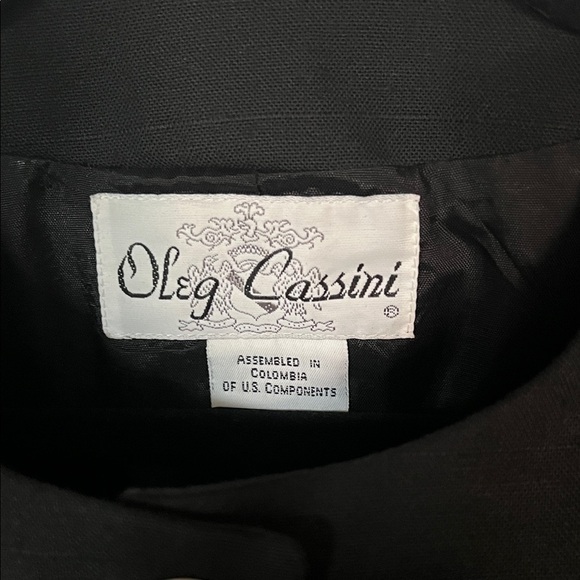 Oleg Cassini
®
ASSEMBLED IN
COLOMBIA
OF U.S. COMPONENTS